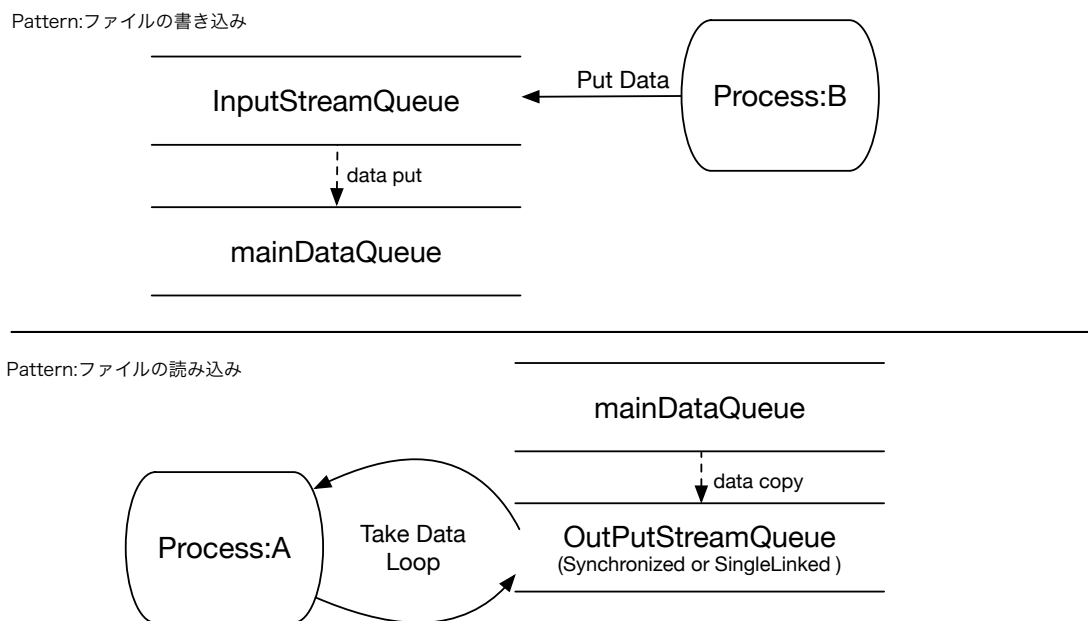 Pattern:ファイルの書き込み
InputStreamQueue
Put Data
Process:B
data put
mainDataQueue
Pattern:ファイルの読み込み
mainDataQueue
data copy
Process:A
Take Data
Loop
OutPutStreamQueue
(Synchronized or SingleLinked )